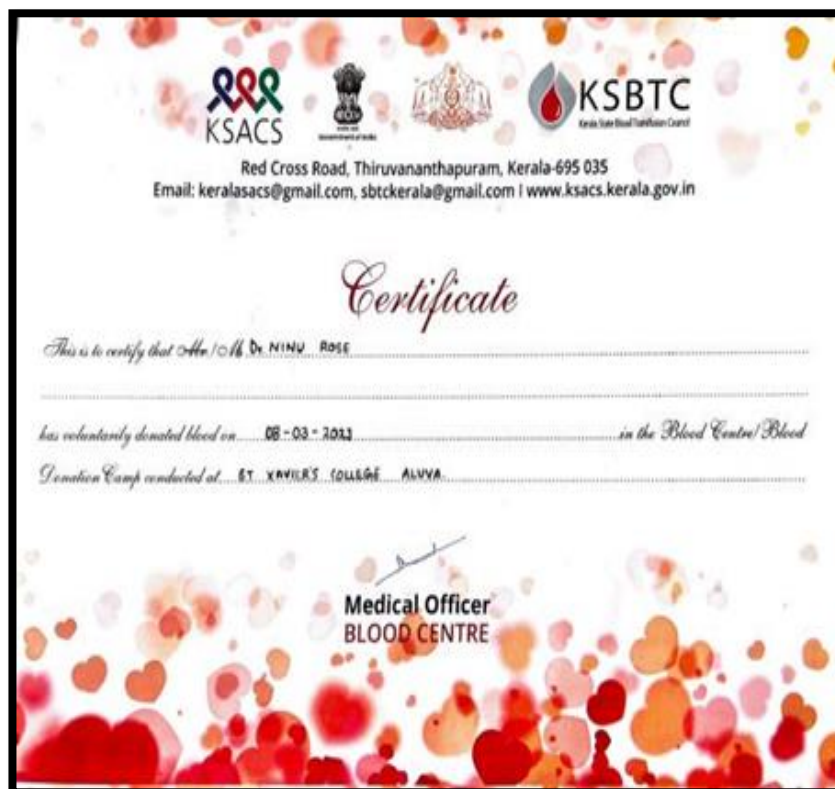 KSACS
Government of India
KSBTC
Kerala State Blood Transfusion Council
Red Cross Road, Thiruvananthapuram, Kerala-695 035
Email: keralasacs@gmail.com, sbtckerala@gmail.com I www.ksacs.kerala.gov.in
Certificate
This is to certify that Mr./Ms Dr NINU ROSE
has voluntarily donated blood on 08-03-2023 in the Blood Centre/Blood
Donation Camp conducted at ST XAVIER'S COLLEGE ALUVA
Medical Officer
BLOOD CENTRE